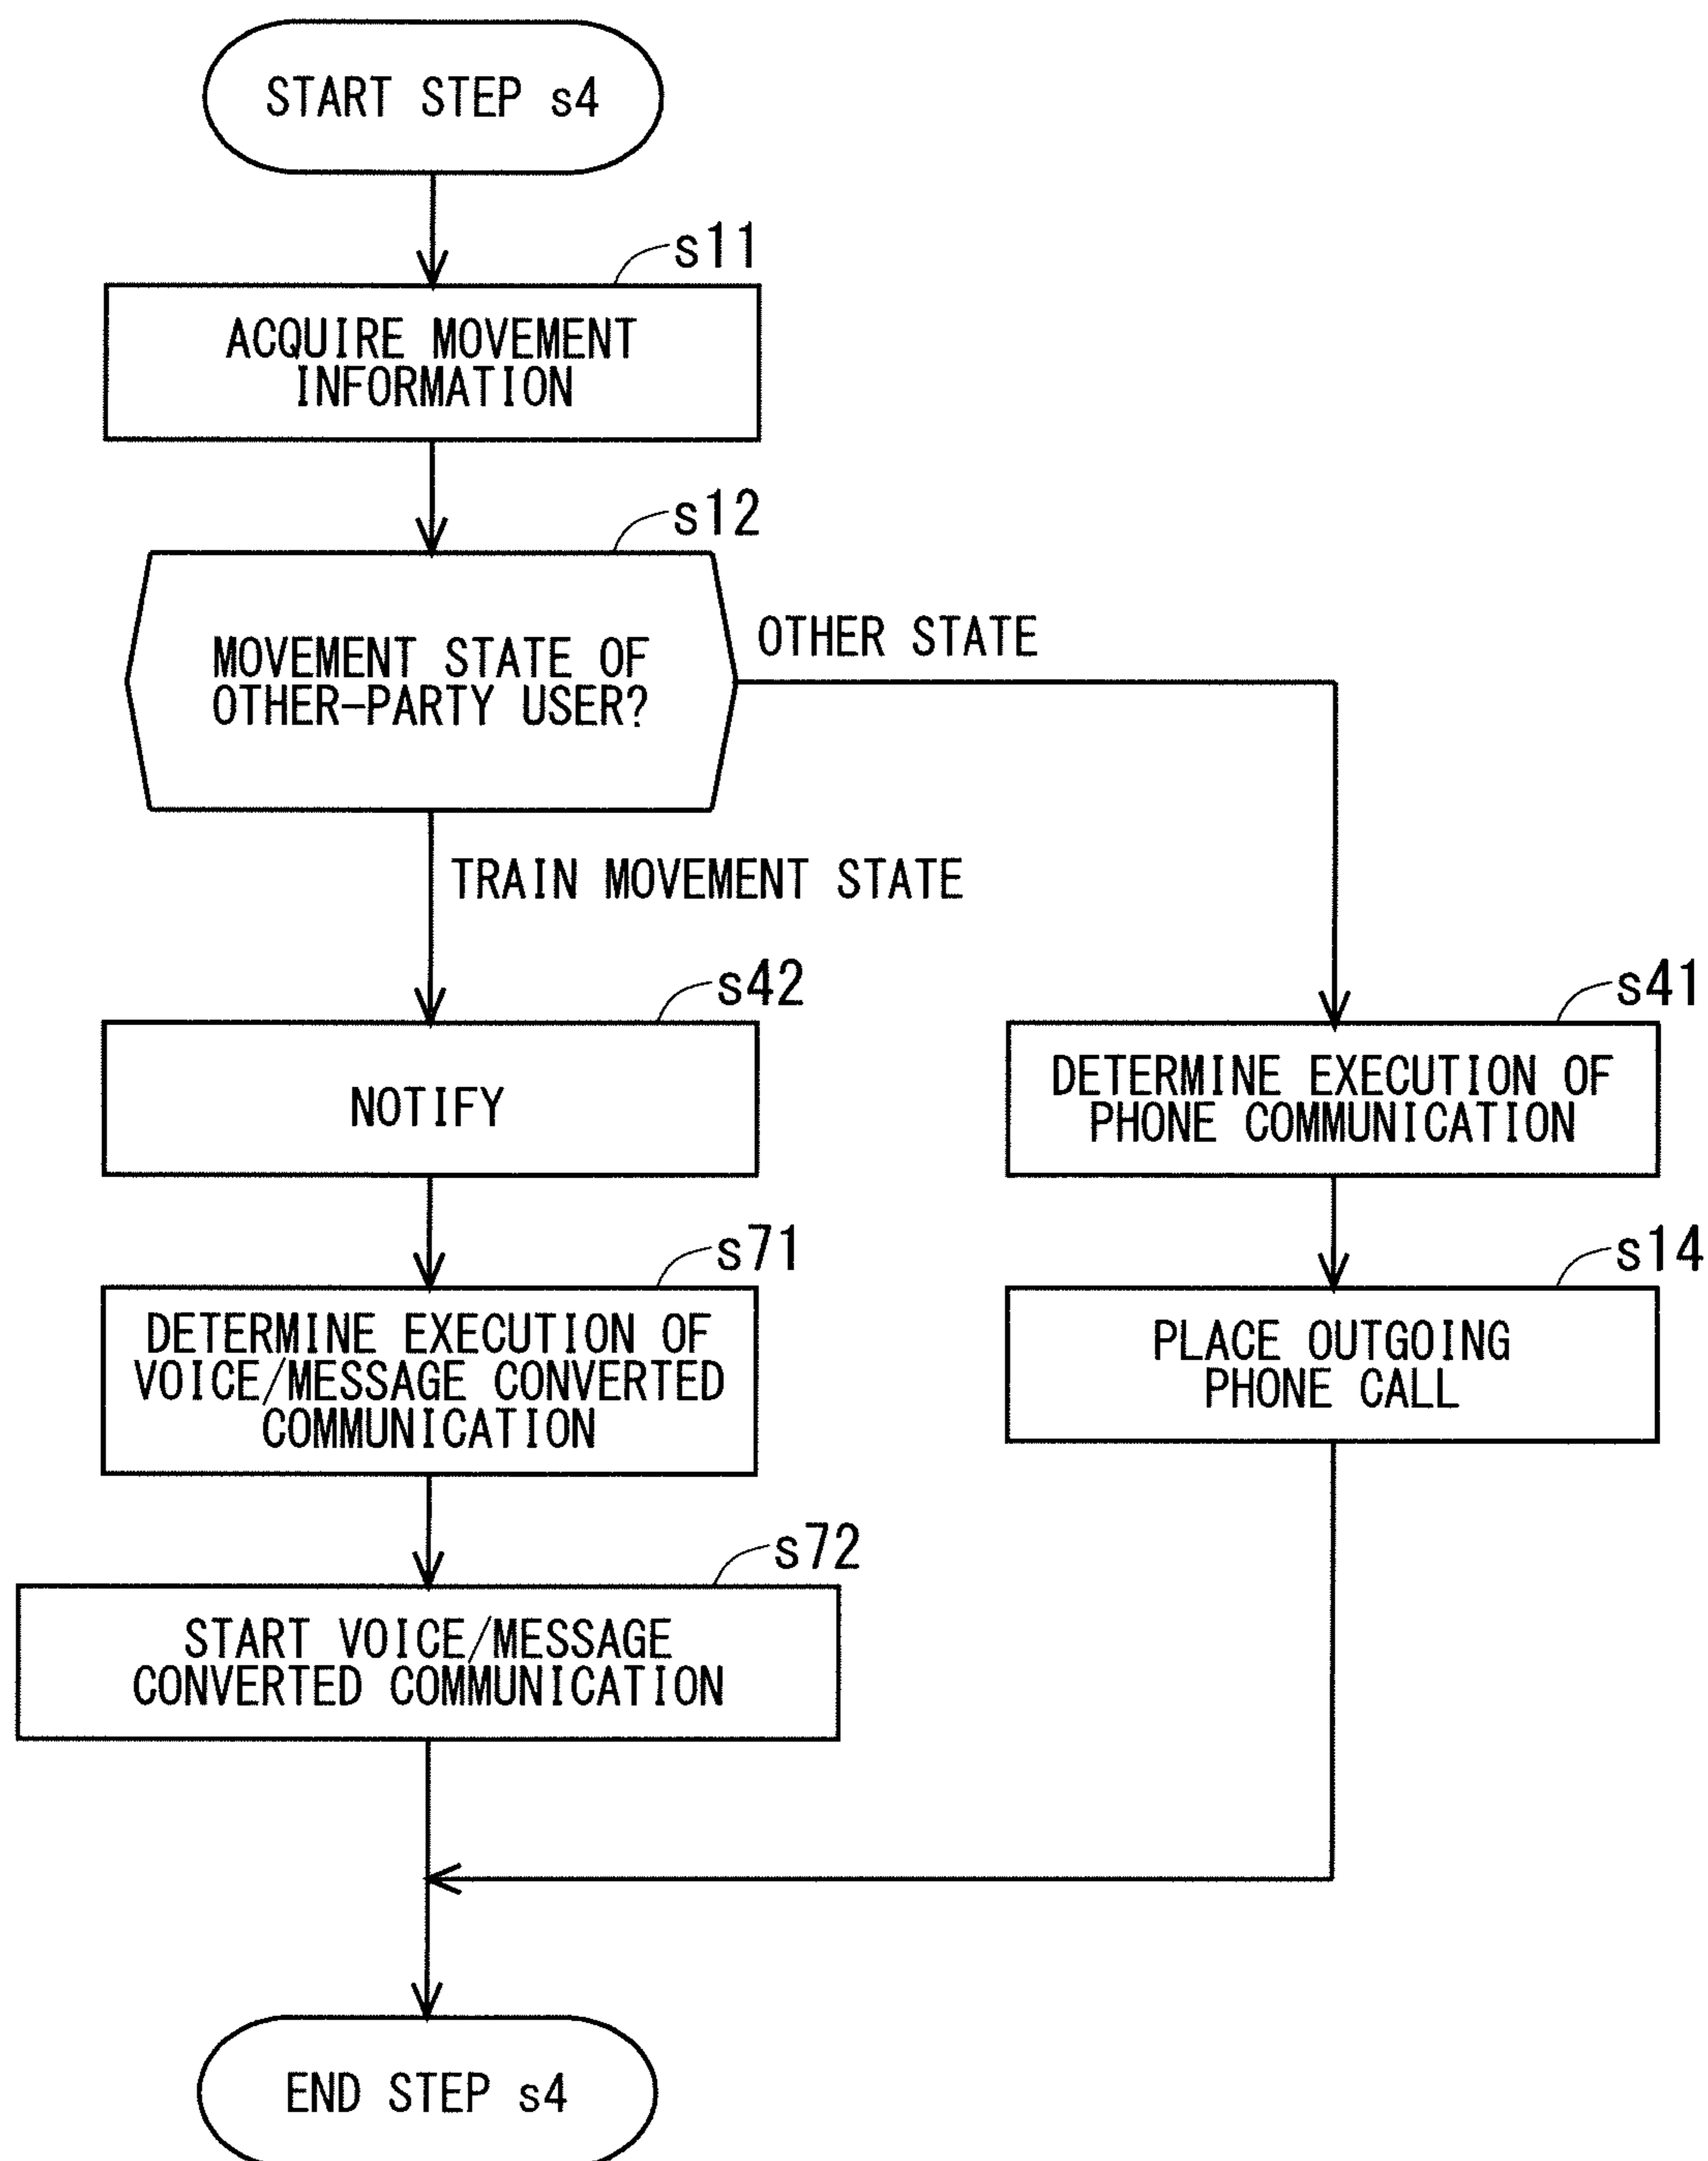 START STEP s4
s11
ACQUIRE MOVEMENT
INFORMATION
s12
MOVEMENT STATE OF
OTHER-PARTY USER?
OTHER STATE
TRAIN MOVEMENT STATE
s42
NOTIFY
s41
DETERMINE EXECUTION OF
PHONE COMMUNICATION
s71
DETERMINE EXECUTION OF
VOICE/MESSAGE CONVERTED
COMMUNICATION
s14
PLACE OUTGOING
PHONE CALL
s72
START VOICE/MESSAGE
CONVERTED COMMUNICATION
END STEP s4